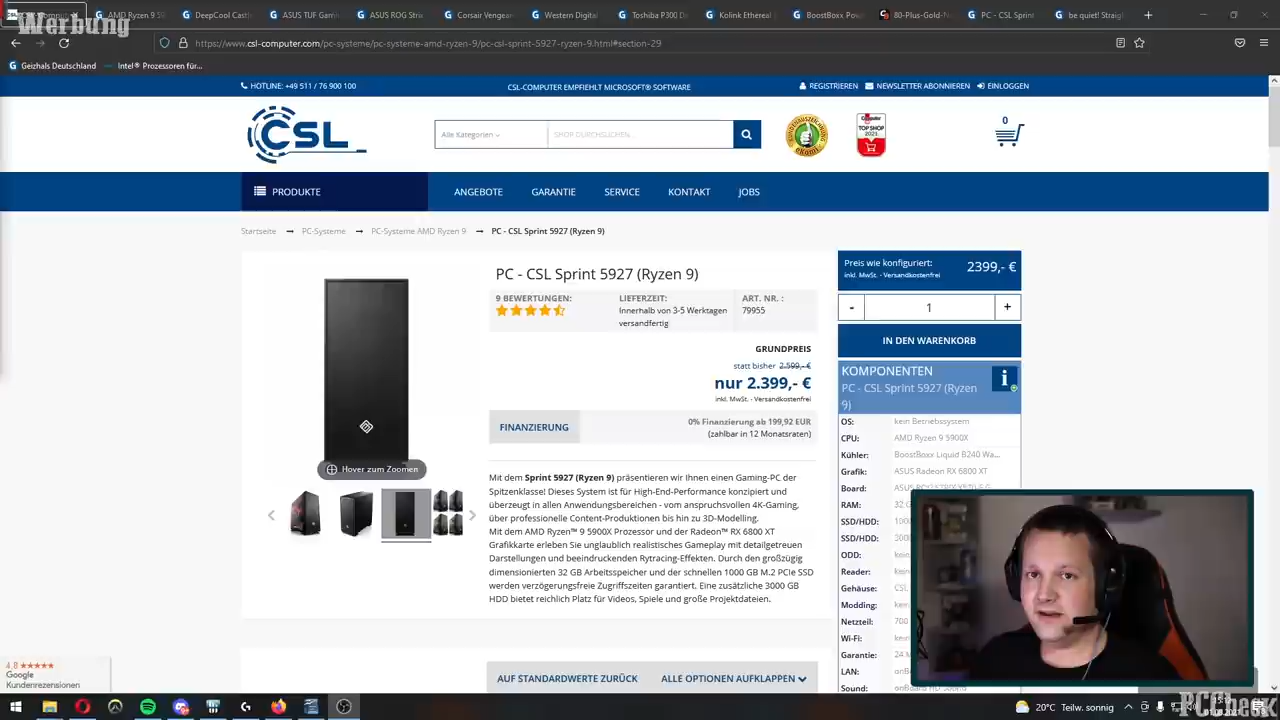 Werbung
AMD Ryzen 9 5
DeepCool Castl
ASUS ROG Strix
Corsair Vengean
Western Digital
Toshiba P300 D
Kolink Ethereal
BoostBoxx Powe
80-Plus-Gold-N
PC - CSL Sprint
be quiet! Straigh
https://www.csl-computer.com/pc-systeme/pc-systeme-amd-ryzen-9/pc-csl-sprint-5927-ryzen-9.html#section-29
Geizhals Deutschland
Intel® Prozessoren für...
HOTLINE: +49 511 / 76 900 100
CSL-COMPUTER EMPFIEHLT MICROSOFT® SOFTWARE
REGISTRIEREN
NEWSLETTER ABONNIEREN
EINLOGGEN
CSL
Alle Kategorien
SHOP DURCHSUCHEN...
TOP SHOP
2021
0
PRODUKTE
ANGEBOTE
GARANTIE
SERVICE
KONTAKT
JOBS
Startseite
PC-Systeme
PC-Systeme AMD Ryzen 9
PC - CSL Sprint 5927 (Ryzen 9)
Hover zum Zoomen
PC - CSL Sprint 5927 (Ryzen 9)
9 BEWERTUNGEN:
LIEFERZEIT:
Innerhalb von 3-5 Werktagen
versandfertig
ART. NR. :
79955
GRUNDPREIS
statt bisher 2.599,- €
nur 2.399,- €
inkl. MwSt. - Versandkostenfrei
FINANZIERUNG
0% Finanzierung ab 199,92 EUR
(zahlbar in 12 Monatsraten)
Mit dem Sprint 5927 (Ryzen 9) präsentieren wir Ihnen einen Gaming-PC der
Spitzenklasse! Dieses System ist für High-End-Performance konzipiert und
überzeugt in allen Anwendungsbereichen - vom anspruchsvollen 4K-Gaming,
über professionelle Content-Produktionen bis hin zu 3D-Modelling.
Mit dem AMD Ryzen™ 9 5900X Prozessor und der Radeon™ RX 6800 XT
Grafikkarte erleben Sie unglaublich realistisches Gameplay mit detailgetreuen
Darstellungen und beeindruckenden Rytracing-Effekten. Durch den großzügig
dimensionierten 32 GB Arbeitsspeicher und der schnellen 1000 GB M.2 PCIe SSD
werden verzögerungsfreie Zugriffszeiten garantiert. Eine zusätzliche 3000 GB
HDD bietet reichlich Platz für Videos, Spiele und große Projektdateien.
AUF STANDARDWERTE ZURÜCK
ALLE OPTIONEN AUFKLAPPEN
Preis wie konfiguriert:
inkl. MwSt. - Versandkostenfrei
2399,- €
- 1 +
IN DEN WARENKORB
KOMPONENTEN
PC - CSL Sprint 5927 (Ryzen
9)
OS: kein Betriebssystem
CPU: AMD Ryzen 9 5900X
Kühler: BoostBoxx Liquid B240 Wa...
Grafik: ASUS Radeon RX 6800 XT
Board:
RAM: 32
SSD/HDD:
SSD/HDD:
ODD:
Reader:
Gehäuse: CSL
Modding:
Netzteil: 700
Wi-Fi:
Garantie: 24
LAN:
Sound:
4.8
Google
Kundenrezensionen
20°C Teilw. sonnig
PCCheck